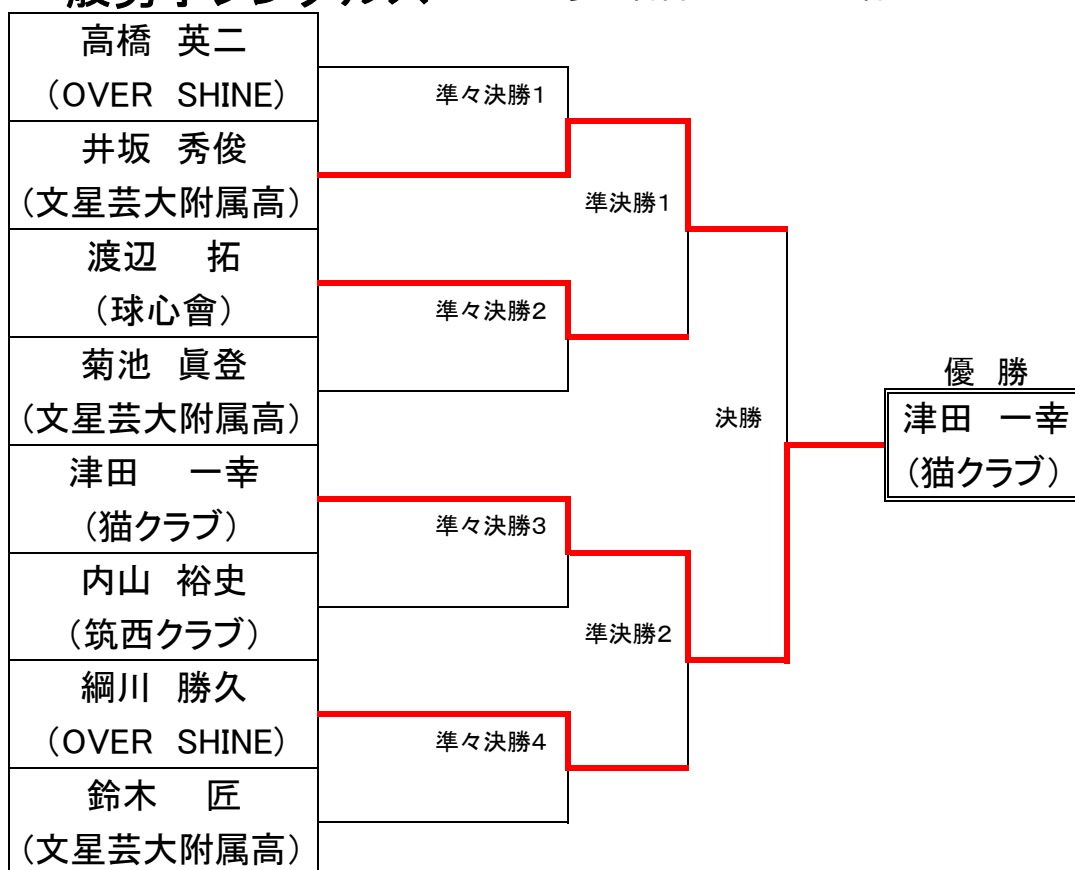 高橋　英二
（OVER　SHINE）
準々決勝1
井坂　秀俊
（文星芸大附属高）
準決勝1
渡辺　　拓
（球心會）
準々決勝2
菊池　眞登
（文星芸大附属高）
決勝
優　勝
津田　一幸
（猫クラブ）
津田　　一幸
（猫クラブ）
準々決勝3
内山　裕史
（筑西クラブ）
準決勝2
綱川　勝久
（OVER　SHINE）
準々決勝4
鈴木　　匠
（文星芸大附属高）